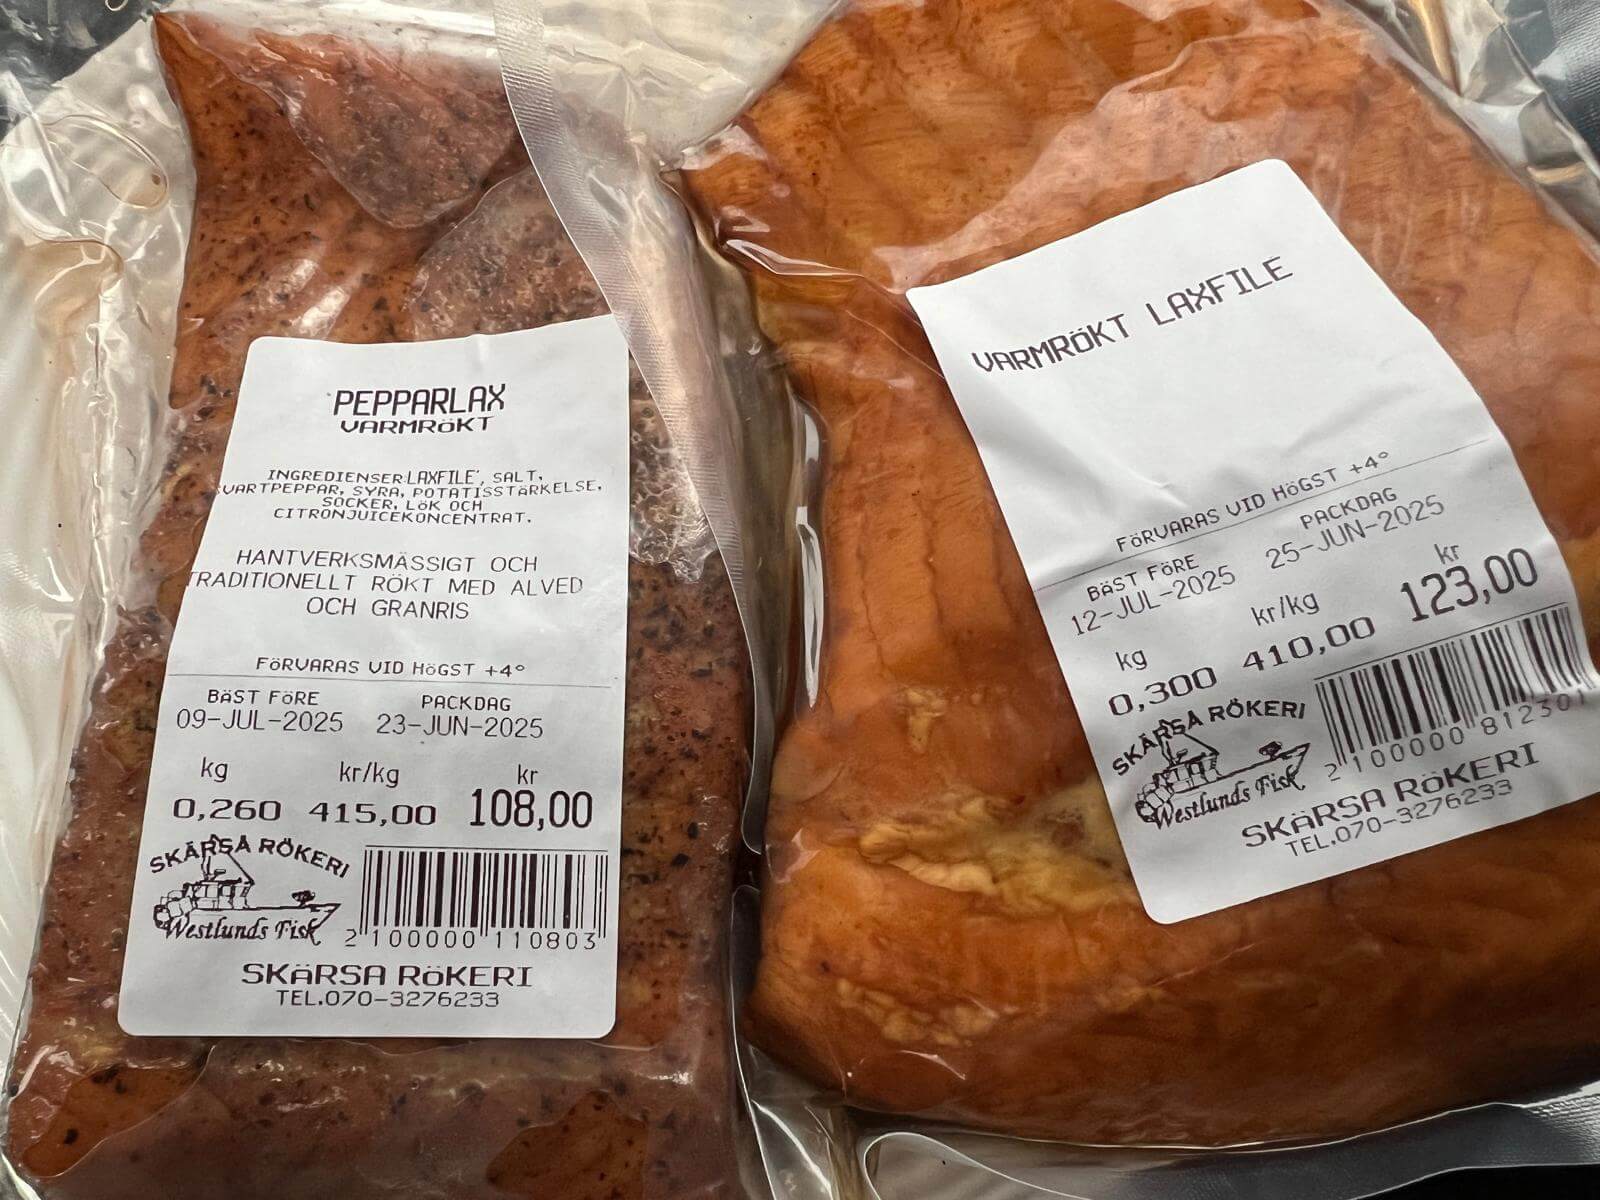 PEPPARLAX
VARMRÖKT
INGREDIENSER:LAXFILE', SALT,
SVARTPEPPAR, SYRA, POTATISSTÄRKELSE,
SOCKER, LÖK OCH
CITRONJUICEKONCENTRAT.
HANTVERKSMÄSSIGT OCH
TRADITIONELLT RÖKT MED ALVED
OCH GRANRIS
FÖRVARAS VID HÖGST +4°
BÄST FÖRE PACKDAG
09-JUL-2025 23-JUN-2025
kg kr/kg kr
0,260 415,00 108,00
SKÄRSA RÖKERI
Westlunds Fisk
2 100000 110803
SKÄRSA RÖKERI
TEL.070-3276233
VARMRÖKT LAXFILE
FÖRVARAS VID HÖGST +4°
BÄST FÖRE PACKDAG
12-JUL-2025 25-JUN-2025
kg kr/kg kr
0,300 410,00 123,00
SKÄRSA RÖKERI
Westlunds Fisk
2 100000 812301
SKÄRSA RÖKERI
TEL.070-3276233